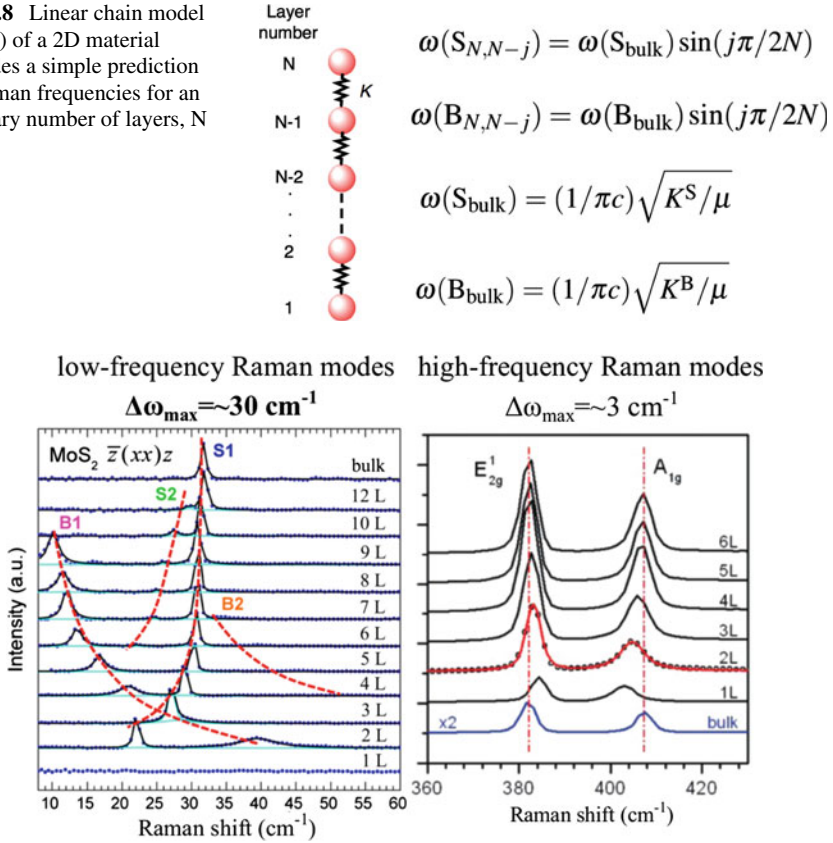 .8 Linear chain model
) of a 2D material
es a simple prediction
man frequencies for an
ary number of layers, N
Layer
number
N
K
N-1
N-2
.
.
.
2
1
ω(S_{N,N−j}) = ω(S_bulk) sin(jπ/2N)
ω(B_{N,N−j}) = ω(B_bulk) sin(jπ/2N)
ω(S_bulk) = (1/πc)√(K^S/μ)
ω(B_bulk) = (1/πc)√(K^B/μ)
low-frequency Raman modes
Δω_max=~30 cm⁻¹
MoS₂ z̄(xx)z
S1
S2
B1
B2
bulk
12 L
10 L
9 L
8 L
7 L
6 L
5 L
4 L
3 L
2 L
1 L
Intensity (a.u.)
10 15 20 25 30 35 40 45 50 55 60
Raman shift (cm⁻¹)
high-frequency Raman modes
Δω_max=~3 cm⁻¹
E¹_2g
A_1g
6L
5L
4L
3L
2L
1L
x2
bulk
360 380 400 420
Raman shift (cm⁻¹)